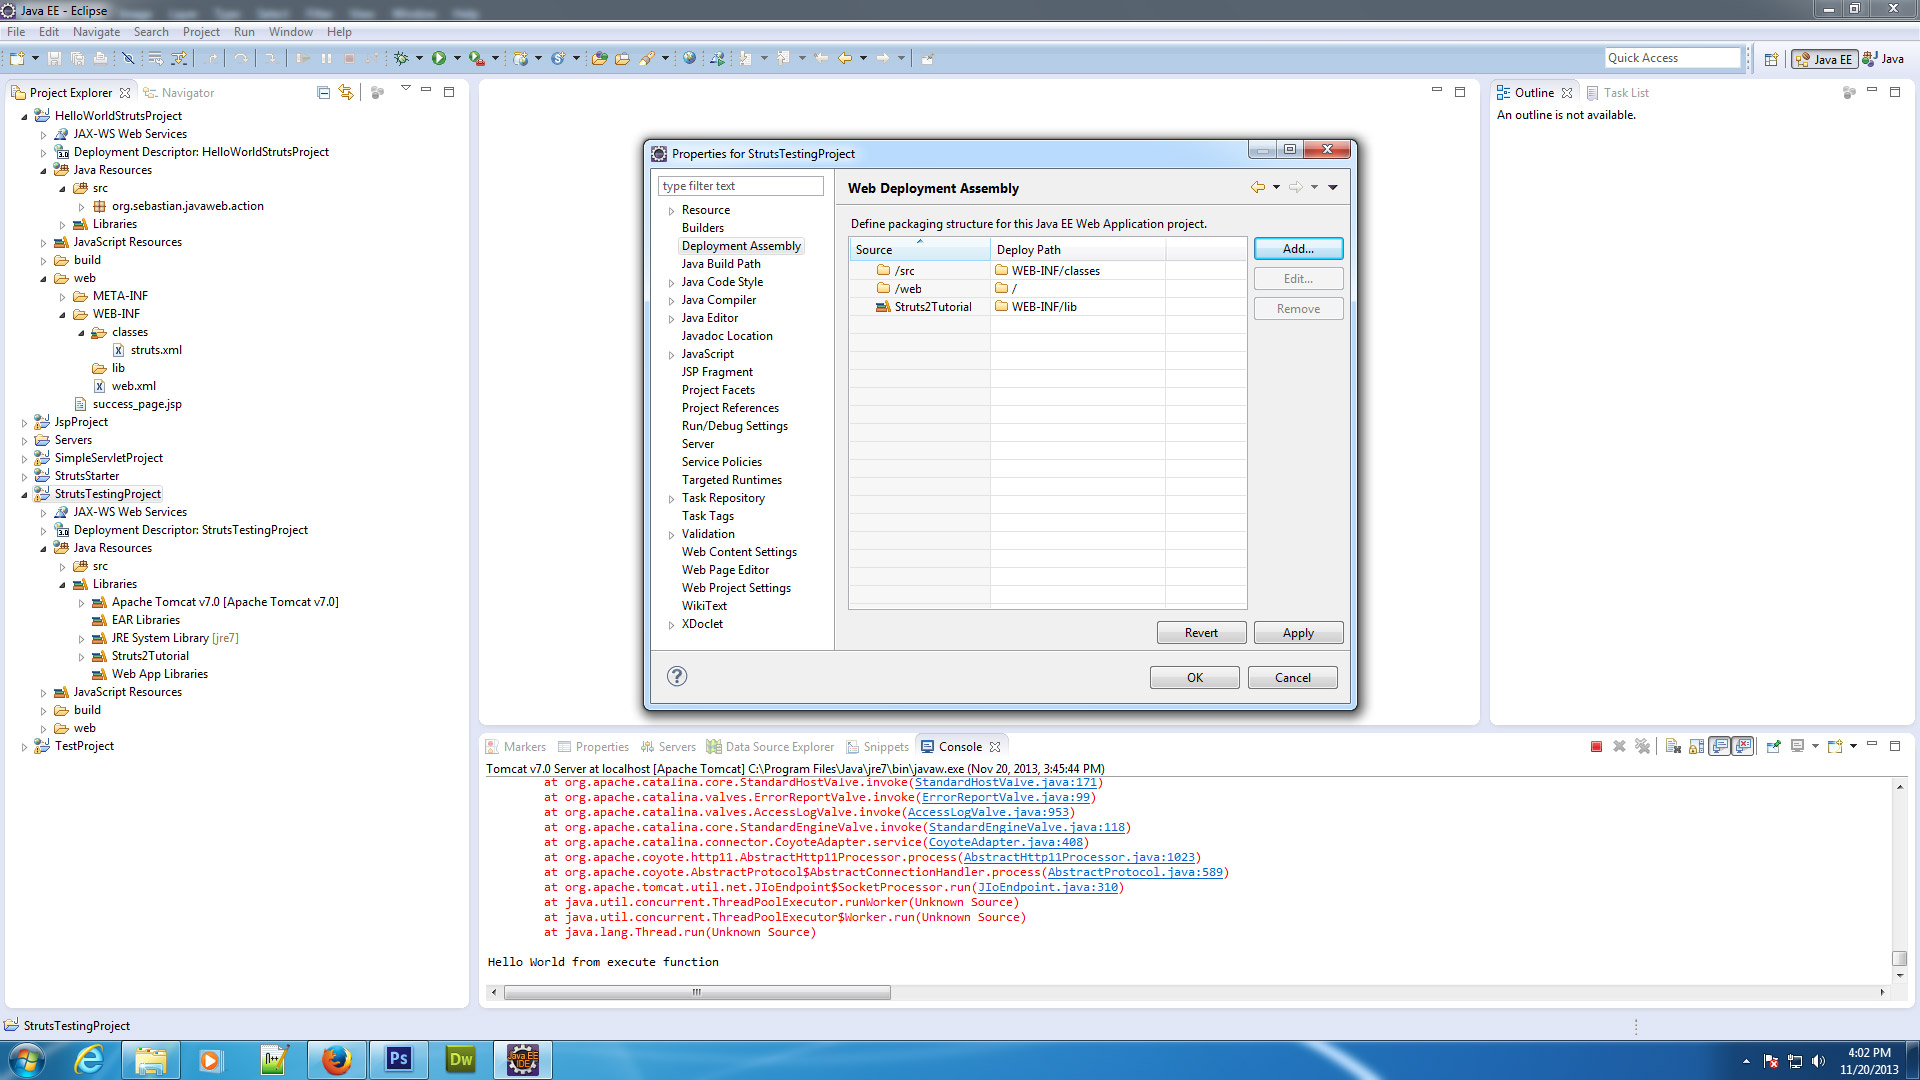 Java EE - Eclipse
File Edit Navigate Search Project Run Window Help
Quick Access
Java EE
Java
Project Explorer
Navigator
HelloWorldStrutsProject
JAX-WS Web Services
Deployment Descriptor: HelloWorldStrutsProject
Java Resources
src
org.sebastian.javaweb.action
Libraries
JavaScript Resources
build
web
META-INF
WEB-INF
classes
struts.xml
lib
web.xml
success_page.jsp
JspProject
Servers
SimpleServletProject
StrutsStarter
StrutsTestingProject
JAX-WS Web Services
3.0 Deployment Descriptor: StrutsTestingProject
Java Resources
src
Libraries
Apache Tomcat v7.0 [Apache Tomcat v7.0]
EAR Libraries
JRE System Library [jre7]
Struts2Tutorial
Web App Libraries
JavaScript Resources
build
web
TestProject
Properties for StrutsTestingProject
type filter text
Resource
Builders
Deployment Assembly
Java Build Path
Java Code Style
Java Compiler
Java Editor
Javadoc Location
JavaScript
JSP Fragment
Project Facets
Project References
Run/Debug Settings
Server
Service Policies
Targeted Runtimes
Task Repository
Task Tags
Validation
Web Content Settings
Web Page Editor
Web Project Settings
WikiText
XDoclet
Web Deployment Assembly
Define packaging structure for this Java EE Web Application project.
Source Deploy Path
/src WEB-INF/classes
/web /
Struts2Tutorial WEB-INF/lib
Add...
Edit...
Remove
Revert Apply
OK Cancel
Outline
Task List
An outline is not available.
Markers Properties Servers Data Source Explorer Snippets Console
Tomcat v7.0 Server at localhost [Apache Tomcat] C:\Program Files\Java\jre7\bin\javaw.exe (Nov 20, 2013, 3:45:44 PM)
at org.apache.catalina.core.StandardHostValve.invoke(StandardHostValve.java:171)
at org.apache.catalina.valves.ErrorReportValve.invoke(ErrorReportValve.java:99)
at org.apache.catalina.valves.AccessLogValve.invoke(AccessLogValve.java:953)
at org.apache.catalina.core.StandardEngineValve.invoke(StandardEngineValve.java:118)
at org.apache.catalina.connector.CoyoteAdapter.service(CoyoteAdapter.java:408)
at org.apache.coyote.http11.AbstractHttp11Processor.process(AbstractHttp11Processor.java:1023)
at org.apache.coyote.AbstractProtocol$AbstractConnectionHandler.process(AbstractProtocol.java:589)
at org.apache.tomcat.util.net.JIoEndpoint$SocketProcessor.run(JIoEndpoint.java:310)
at java.util.concurrent.ThreadPoolExecutor.runWorker(Unknown Source)
at java.util.concurrent.ThreadPoolExecutor$Worker.run(Unknown Source)
at java.lang.Thread.run(Unknown Source)
Hello World from execute function
StrutsTestingProject
Ps
Dw
Java EE
IDE
4:02 PM
11/20/2013